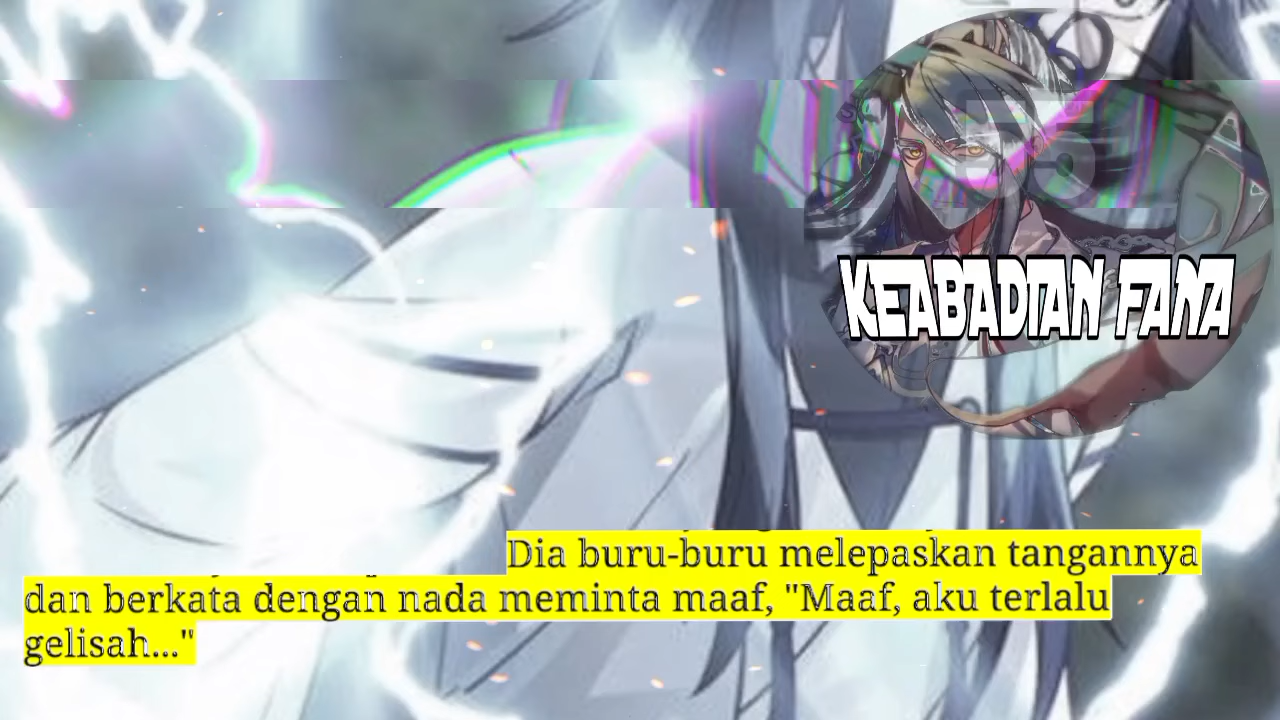 KEABADIAN FANA
Dia buru-buru melepaskan tangannya
dan berkata dengan nada meminta maaf, "Maaf, aku terlalu
gelisah..."